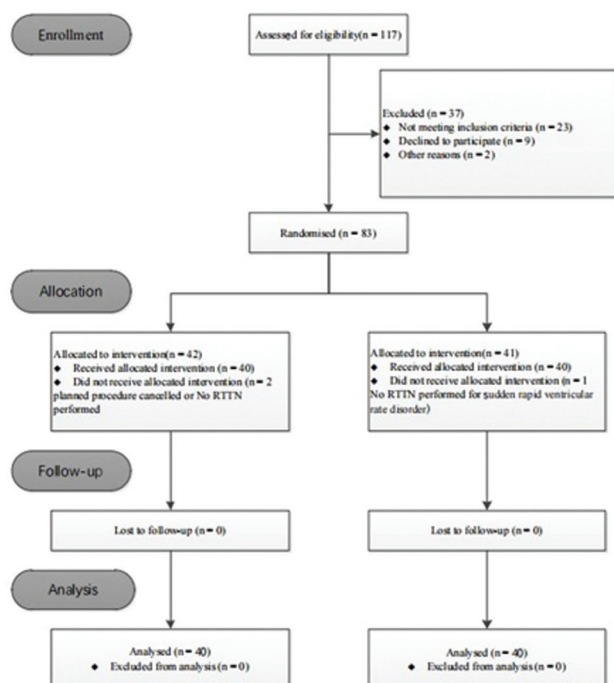 Enrollment
Assessed for eligibility(n = 117)
Excluded (n = 37)
◆ Not meeting inclusion criteria (n = 23)
◆ Declined to participate (n = 9)
◆ Other reasons (n = 2)
Randomised (n = 83)
Allocation
Allocated to intervention(n = 42)
◆ Received allocated intervention (n = 40)
◆ Did not receive allocated intervention (n = 2
planned procedure cancelled or No RTTN
performed
Allocated to intervention(n = 41)
◆ Received allocated intervention (n = 40)
◆ Did not receive allocated intervention (n = 1
No RTTN performed for sudden rapid ventricular
rate disorder)
Follow-up
Lost to follow-up (n = 0)
Lost to follow-up (n = 0)
Analysis
Analysed (n = 40)
◆ Excluded from analysis (n = 0)
Analysed (n = 40)
◆ Excluded from analysis (n = 0)